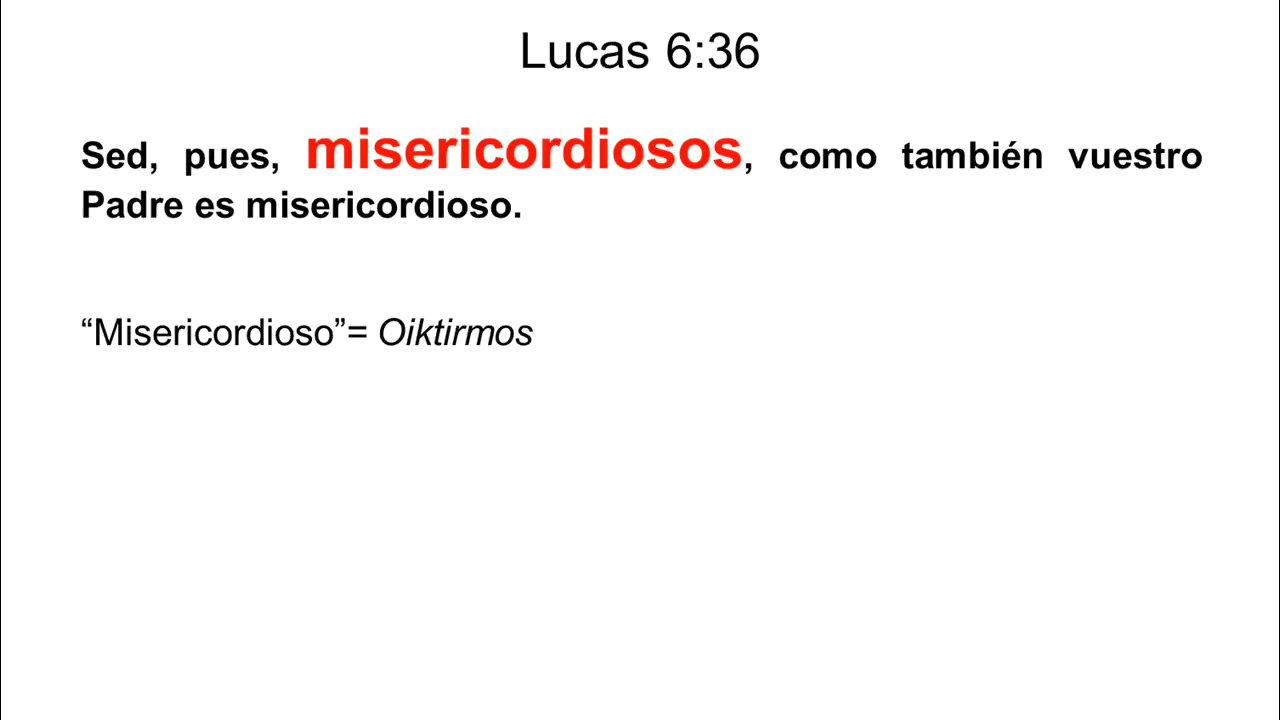 Lucas 6:36
Sed, pues, misericordiosos, como también vuestro
Padre es misericordioso.
“Misericordioso”= Oiktirmos